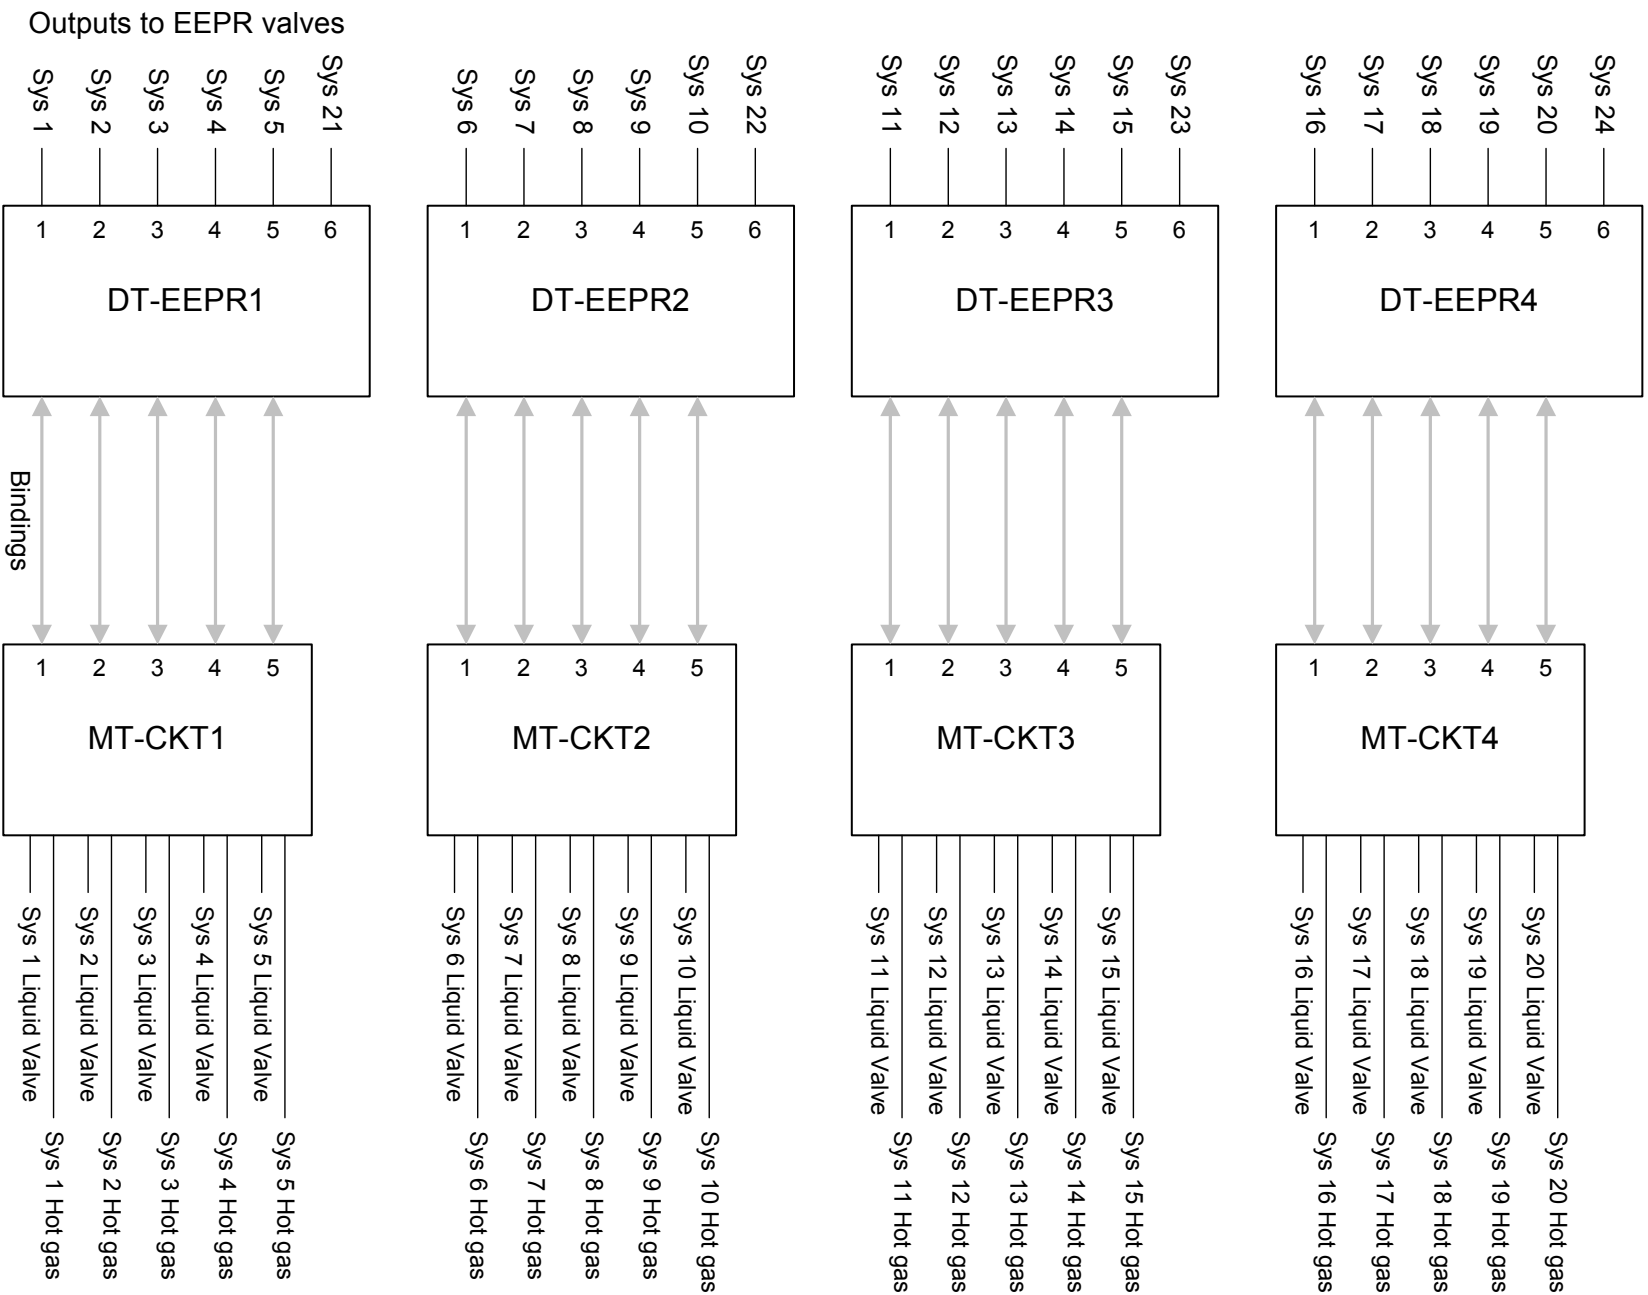 Outputs to EEPR valves
Sys 1
Sys 2
Sys 3
Sys 4
Sys 5
Sys 21
Sys 6
Sys 7
Sys 8
Sys 9
Sys 10
Sys 22
Sys 11
Sys 12
Sys 13
Sys 14
Sys 15
Sys 23
Sys 16
Sys 17
Sys 18
Sys 19
Sys 20
Sys 24
1 2 3 4 5 6
DT-EEPR1
1 2 3 4 5 6
DT-EEPR2
1 2 3 4 5 6
DT-EEPR3
1 2 3 4 5 6
DT-EEPR4
Bindings
1 2 3 4 5
MT-CKT1
1 2 3 4 5
MT-CKT2
1 2 3 4 5
MT-CKT3
1 2 3 4 5
MT-CKT4
Sys 1 Liquid Valve
Sys 1 Hot gas
Sys 2 Liquid Valve
Sys 2 Hot gas
Sys 3 Liquid Valve
Sys 3 Hot gas
Sys 4 Liquid Valve
Sys 4 Hot gas
Sys 5 Liquid Valve
Sys 5 Hot gas
Sys 6 Liquid Valve
Sys 6 Hot gas
Sys 7 Liquid Valve
Sys 7 Hot gas
Sys 8 Liquid Valve
Sys 8 Hot gas
Sys 9 Liquid Valve
Sys 9 Hot gas
Sys 10 Liquid Valve
Sys 10 Hot gas
Sys 11 Liquid Valve
Sys 11 Hot gas
Sys 12 Liquid Valve
Sys 12 Hot gas
Sys 13 Liquid Valve
Sys 13 Hot gas
Sys 14 Liquid Valve
Sys 14 Hot gas
Sys 15 Liquid Valve
Sys 15 Hot gas
Sys 16 Liquid Valve
Sys 16 Hot gas
Sys 17 Liquid Valve
Sys 17 Hot gas
Sys 18 Liquid Valve
Sys 18 Hot gas
Sys 19 Liquid Valve
Sys 19 Hot gas
Sys 20 Liquid Valve
Sys 20 Hot gas